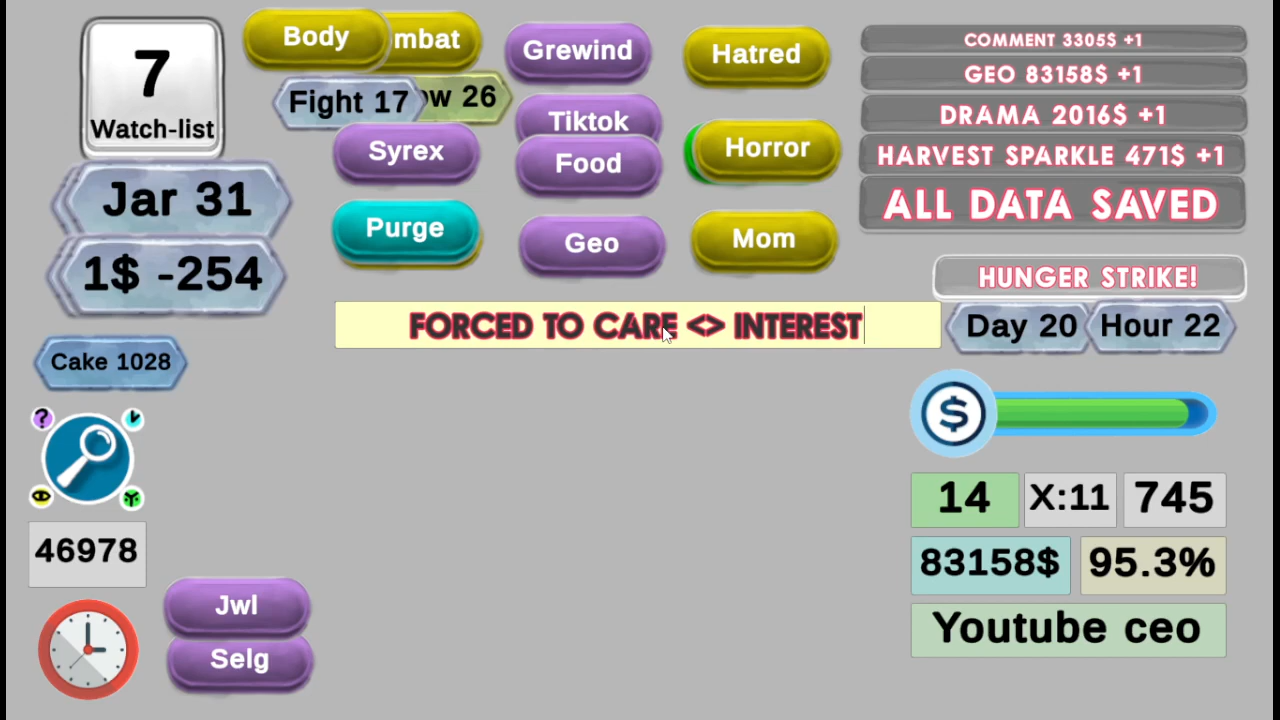 7
Watch-list
Jar 31
1$ -254
Cake 1028
?
46978
Body
mbat
Fight 17
ow 26
Syrex
Purge
Grewind
Tiktok
Food
Geo
Hatred
Horror
Mom
COMMENT 3305$ +1
GEO 83158$ +1
DRAMA 2016$ +1
HARVEST SPARKLE 471$ +1
ALL DATA SAVED
HUNGER STRIKE!
FORCED TO CARE <> INTEREST
Day 20
Hour 22
$
14
X:11
745
83158$
95.3%
Youtube ceo
Jwl
Selg